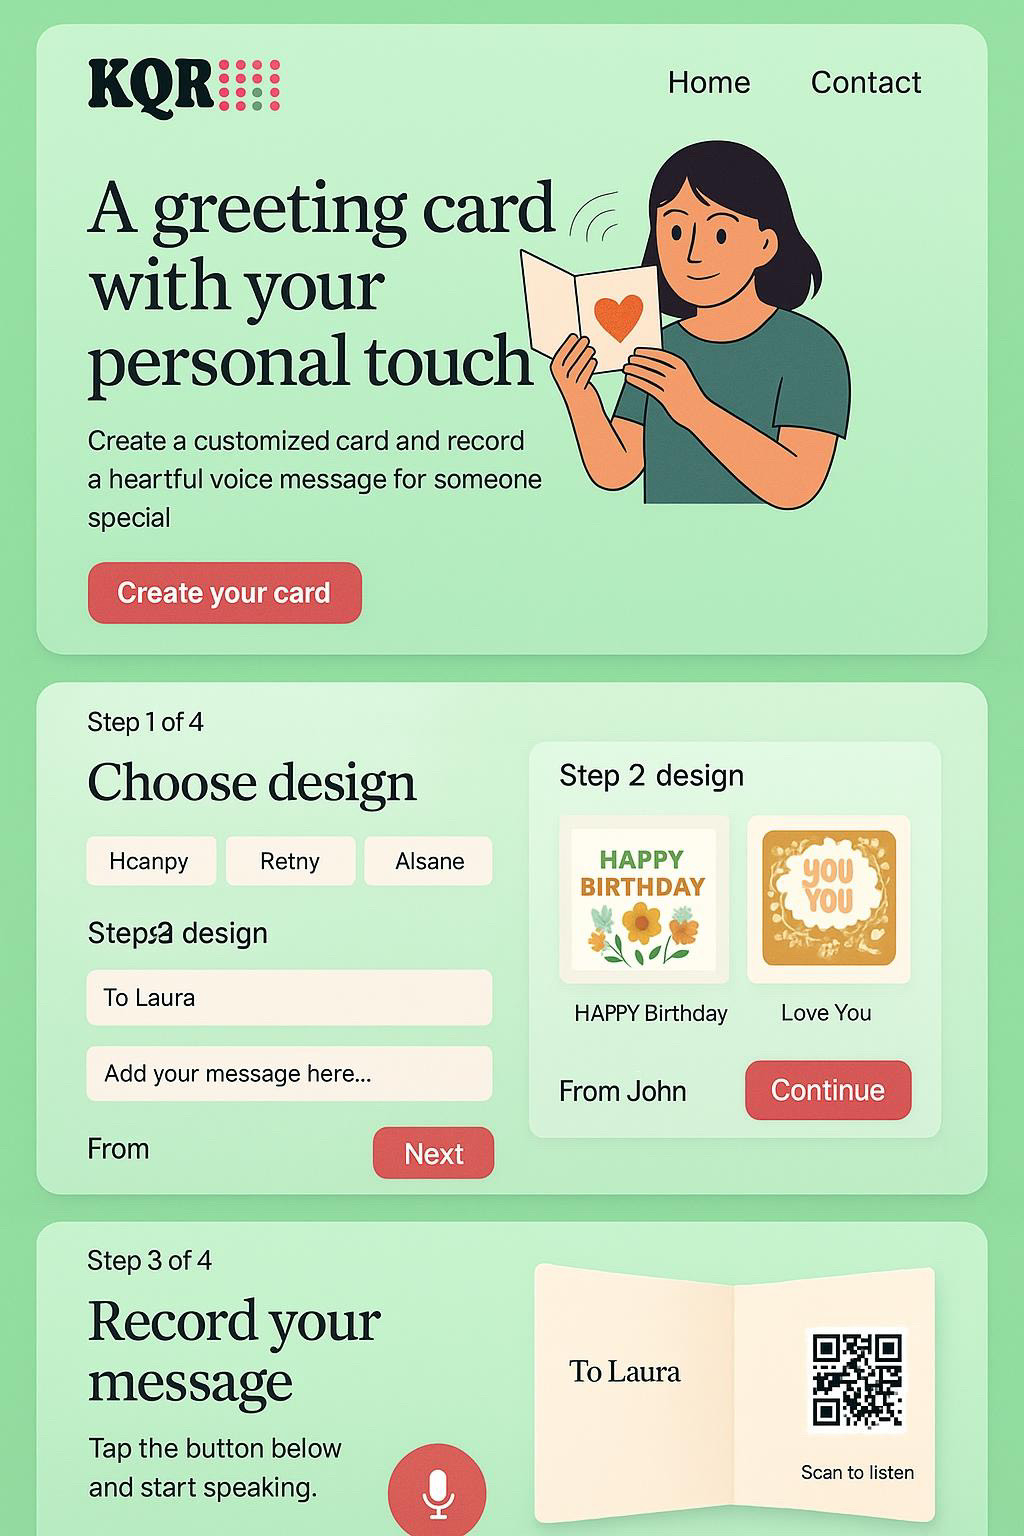 KQR
Home
Contact
A greeting card
with your
personal touch
Create a customized card and record
a heartful voice message for someone
special
Create your card
Step 1 of 4
Choose design
Hcanpy
Retny
Alsane
design
To Laura
Add your message here...
From
Next
Step 2 design
HAPPY
BIRTHDAY
YOU
YOU
HAPPY Birthday
Love You
From John
Continue
Step 3 of 4
Record your
message
Tap the button below
and start speaking.
To Laura
Scan to listen